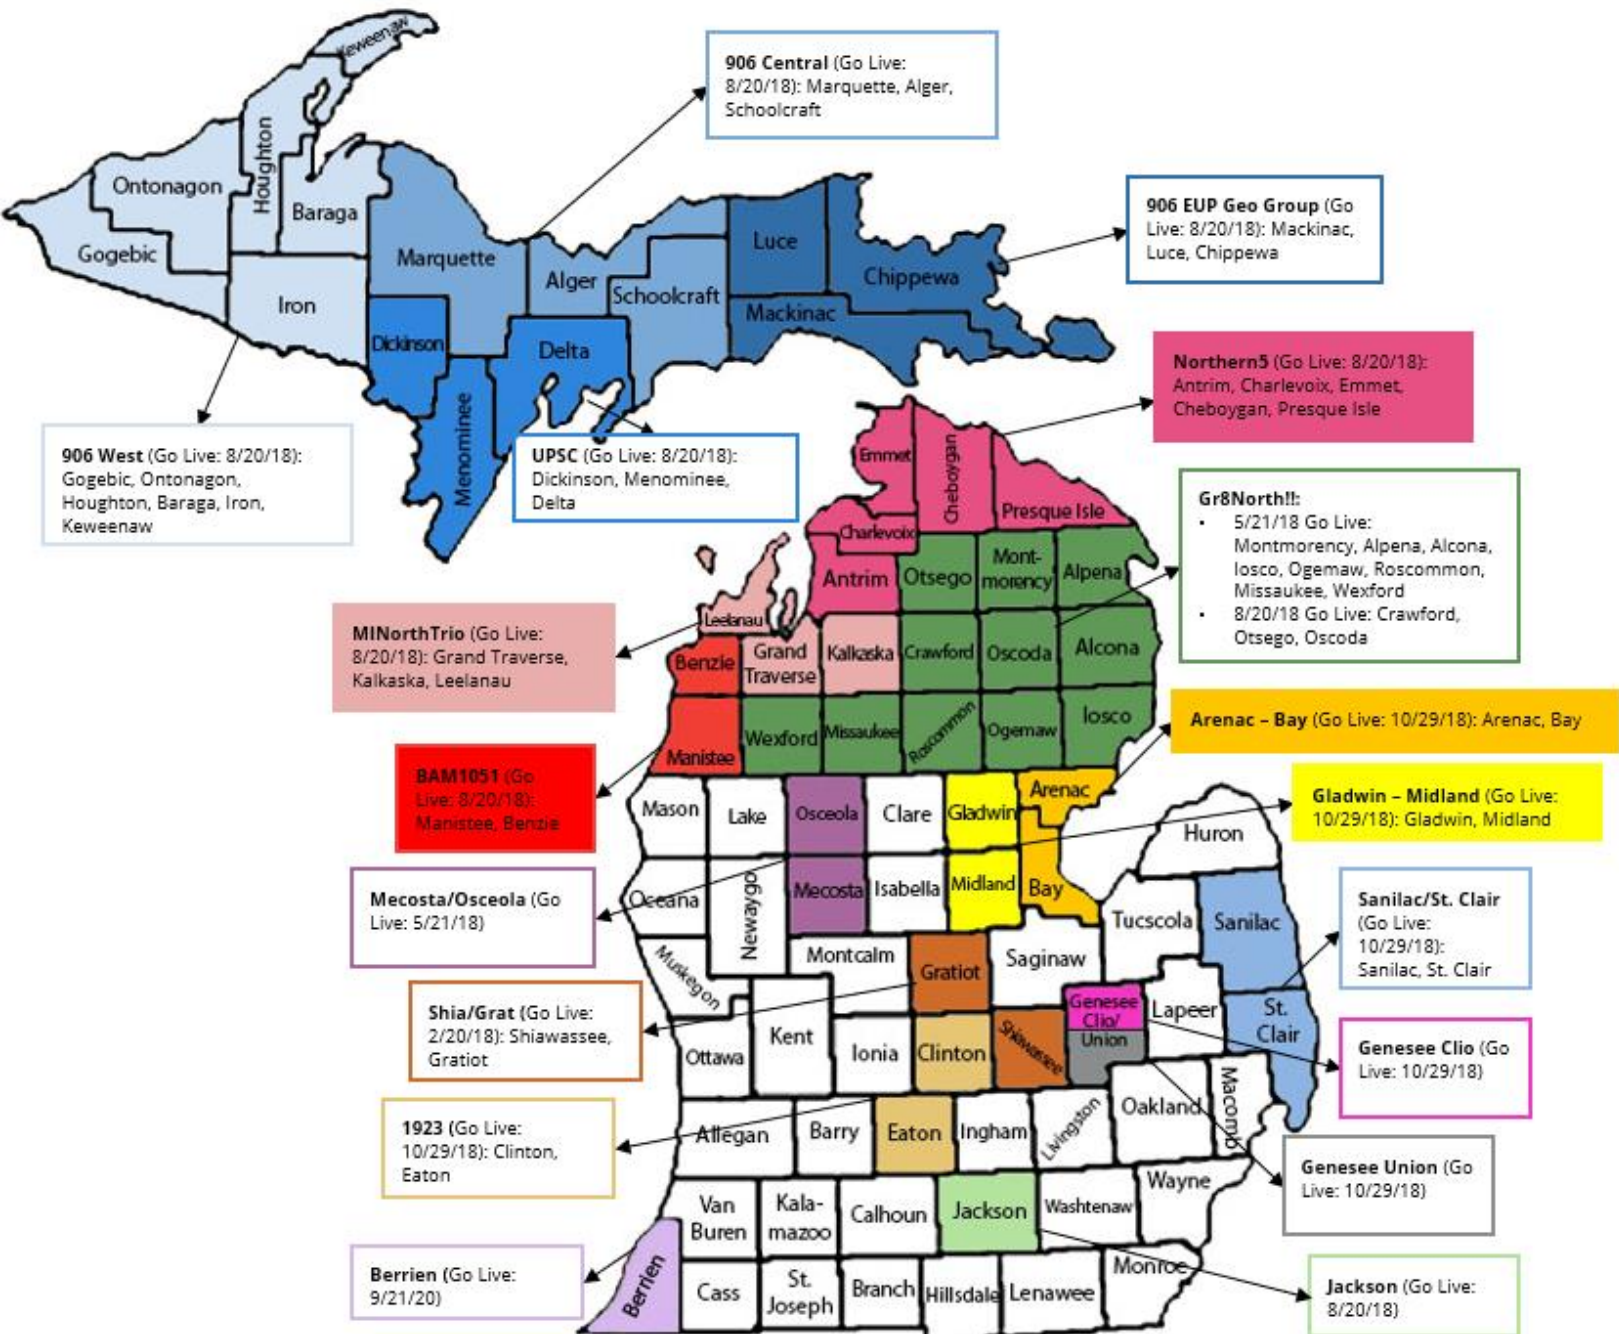 Keweenaw
906 Central (Go Live:
8/20/18): Marquette, Alger,
Schoolcraft
Houghton
Ontonagon
Baraga
Gogebic
Iron
Marquette
Alger
Schoolcraft
Luce
Chippewa
Mackinac
906 EUP Geo Group (Go
Live: 8/20/18): Mackinac,
Luce, Chippewa
Dickinson
Delta
Menominee
Northern5 (Go Live: 8/20/18):
Antrim, Charlevoix, Emmet,
Cheboygan, Presque Isle
906 West (Go Live: 8/20/18):
Gogebic, Ontonagon,
Houghton, Baraga, Iron,
Keweenaw
UPSC (Go Live: 8/20/18):
Dickinson, Menominee,
Delta
Emmet
Cheboygan
Presque Isle
Charlevoix
Antrim
Otsego
Mont-
morency
Alpena
Gr8North!!:
• 5/21/18 Go Live:
Montmorency, Alpena, Alcona,
Iosco, Ogemaw, Roscommon,
Missaukee, Wexford
• 8/20/18 Go Live: Crawford,
Otsego, Oscoda
MINorthTrio (Go Live:
8/20/18): Grand Traverse,
Kalkaska, Leelanau
Leelanau
Benzie
Grand
Traverse
Kalkaska
Crawford
Oscoda
Alcona
Manistee
Wexford
Missaukee
Roscommon
Ogemaw
Iosco
Arenac – Bay (Go Live: 10/29/18): Arenac, Bay
BAM1051 (Go
Live: 8/20/18):
Manistee, Benzie
Mason
Lake
Osceola
Clare
Gladwin
Arenac
Gladwin – Midland (Go Live:
10/29/18): Gladwin, Midland
Huron
Mecosta/Osceola (Go
Live: 5/21/18)
Oceana
Newaygo
Mecosta
Isabella
Midland
Bay
Tucscola
Sanilac
Sanilac/St. Clair
(Go Live:
10/29/18):
Sanilac, St. Clair
Muskegon
Montcalm
Gratiot
Saginaw
Shia/Grat (Go Live:
2/20/18): Shiawassee,
Gratiot
Genesee
Clio/
Union
Lapeer
St.
Clair
Ottawa
Kent
Ionia
Clinton
Shiawassee
Genesee Clio (Go
Live: 10/29/18)
1923 (Go Live:
10/29/18): Clinton,
Eaton
Allegan
Barry
Eaton
Ingham
Livingston
Oakland
Macomb
Genesee Union (Go
Live: 10/29/18)
Van
Buren
Kala-
mazoo
Calhoun
Jackson
Washtenaw
Wayne
Berrien (Go Live:
9/21/20)
Berrien
Cass
St.
Joseph
Branch
Hillsdale
Lenawee
Monroe
Jackson (Go Live:
8/20/18)